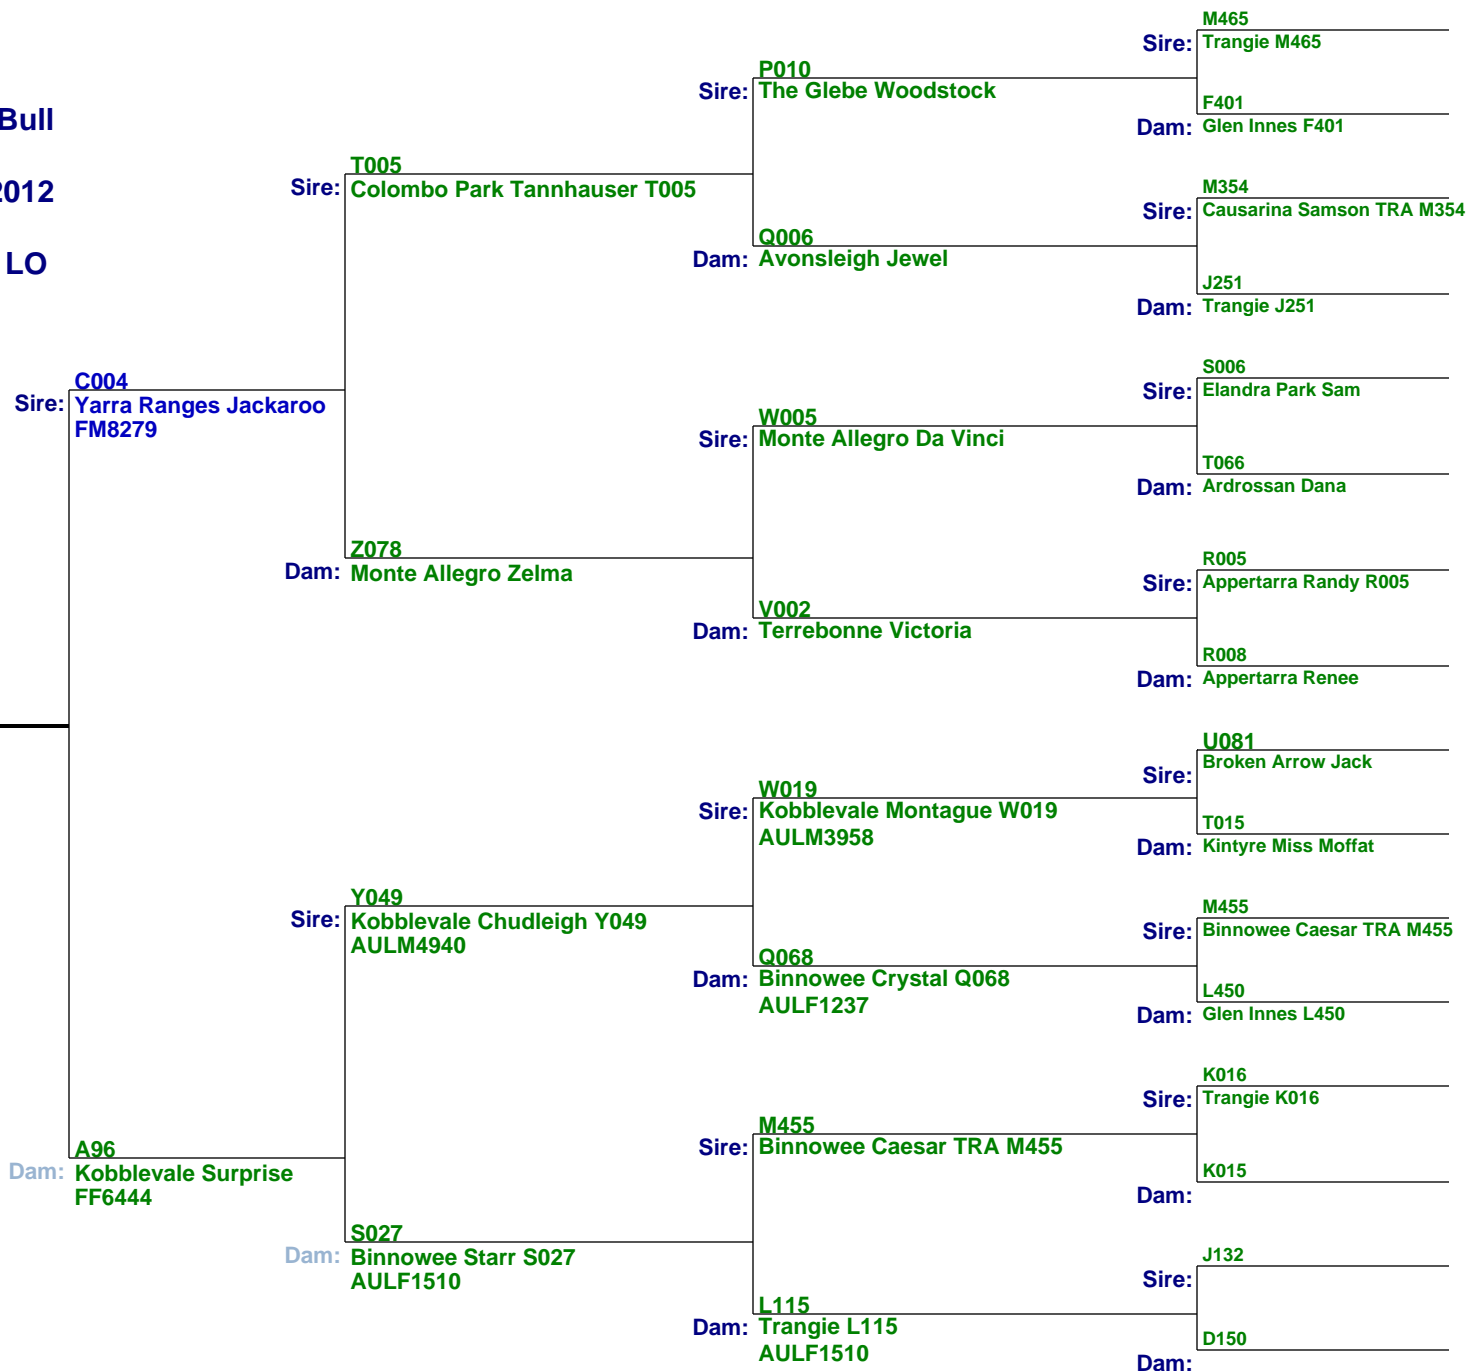 Bull
2012
LO
Sire:
C004
Yarra Ranges Jackaroo
FM8279
Dam:
A96
Kobblevale Surprise
FF6444
Sire:
T005
Colombo Park Tannhauser T005
Dam:
Z078
Monte Allegro Zelma
Sire:
Y049
Kobblevale Chudleigh Y049
AULM4940
Dam:
S027
Binnowee Starr S027
AULF1510
Sire:
P010
The Glebe Woodstock
Dam:
Q006
Avonsleigh Jewel
Sire:
W005
Monte Allegro Da Vinci
Dam:
V002
Terrebonne Victoria
Sire:
W019
Kobblevale Montague W019
AULM3958
Dam:
Q068
Binnowee Crystal Q068
AULF1237
Sire:
M455
Binnowee Caesar TRA M455
Dam:
L115
Trangie L115
AULF1510
Sire:
M465
Trangie M465
Dam:
F401
Glen Innes F401
Sire:
M354
Causarina Samson TRA M354
Dam:
J251
Trangie J251
Sire:
S006
Elandra Park Sam
Dam:
T066
Ardrossan Dana
Sire:
R005
Appertarra Randy R005
Dam:
R008
Appertarra Renee
Sire:
U081
Broken Arrow Jack
Dam:
T015
Kintyre Miss Moffat
Sire:
M455
Binnowee Caesar TRA M455
Dam:
L450
Glen Innes L450
Sire:
K016
Trangie K016
Dam:
K015
Sire:
J132
Dam:
D150